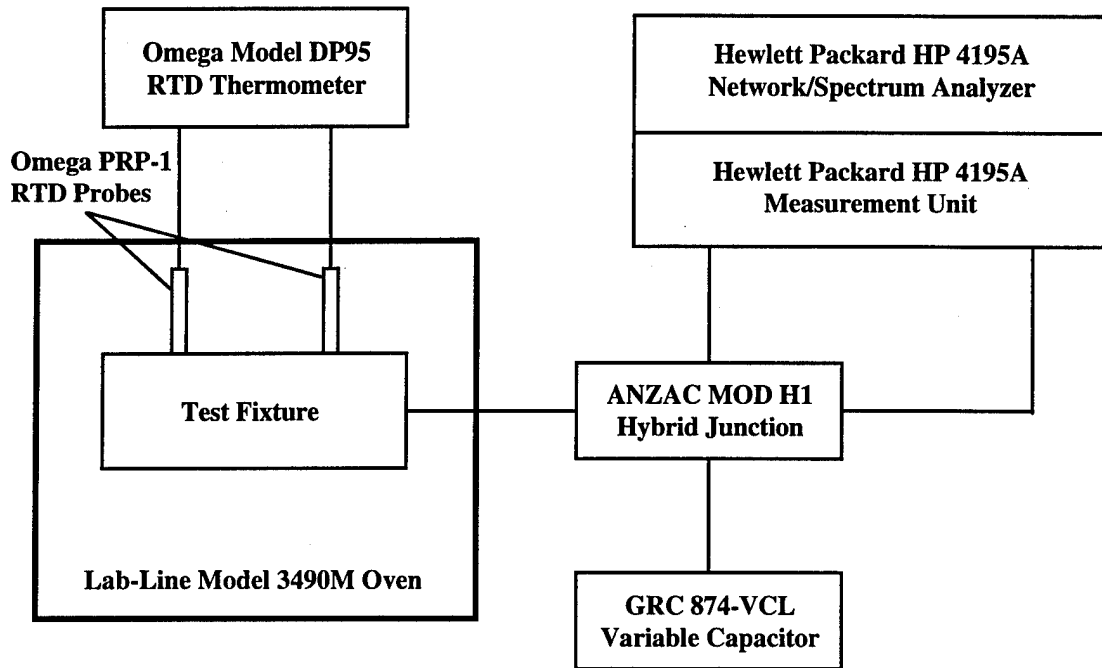 Omega Model DP95
RTD Thermometer
Hewlett Packard HP 4195A
Network/Spectrum Analyzer
Hewlett Packard HP 4195A
Measurement Unit
Omega PRP-1
RTD Probes
Test Fixture
ANZAC MOD H1
Hybrid Junction
Lab-Line Model 3490M Oven
GRC 874-VCL
Variable Capacitor